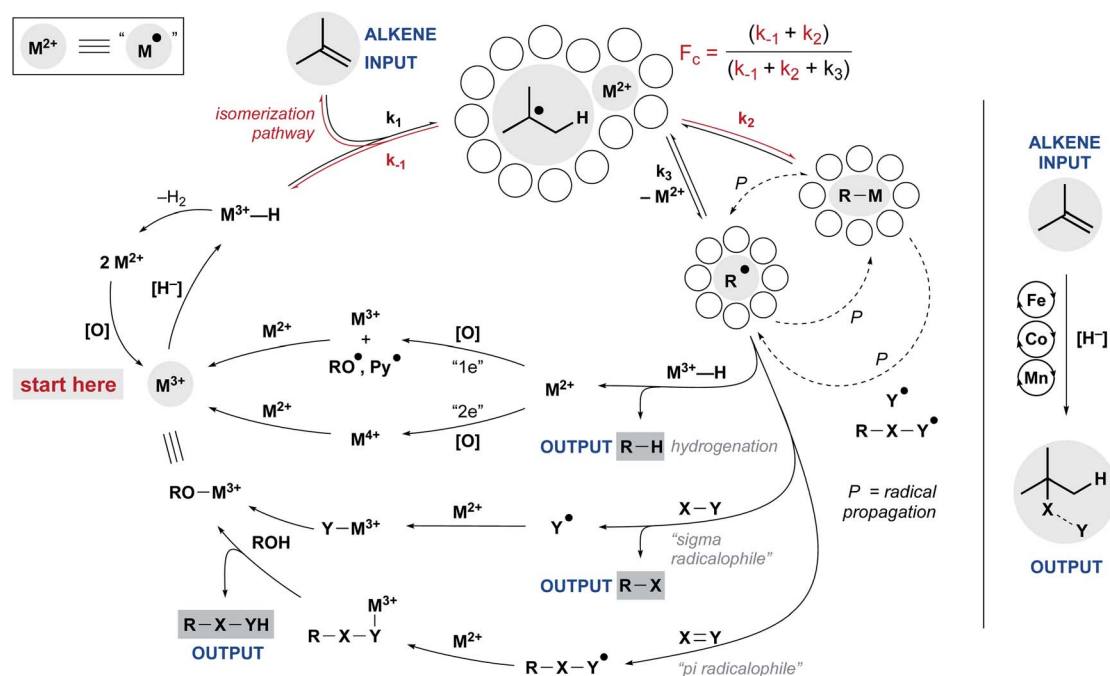 M²⁺ ≡ “M•”
ALKENE
INPUT
isomerization
pathway
k₁
k₋₁
M²⁺
•
H
F꜀ = (k₋₁ + k₂)
(k₋₁ + k₂ + k₃)
k₂
k₃
– M²⁺
P
R–M
R•
P
P
Y•
R–X–Y•
P = radical
propagation
–H₂
M³⁺—H
2 M²⁺
[H⁻]
[O]
start here
M³⁺
M²⁺
M³⁺
+
RO•, Py•
[O]
“1e”
M²⁺
M²⁺
M⁴⁺
“2e”
[O]
M³⁺—H
OUTPUT R–H hydrogenation
RO–M³⁺
Y–M³⁺
M²⁺
Y•
X–Y
“sigma
radicalophile”
OUTPUT R–X
ROH
R–X–YH
OUTPUT
M³⁺
R–X–Y
M²⁺
R–X–Y•
X=Y
“pi radicalophile”
ALKENE
INPUT
Fe
Co
Mn
[H⁻]
H
X
Y
OUTPUT